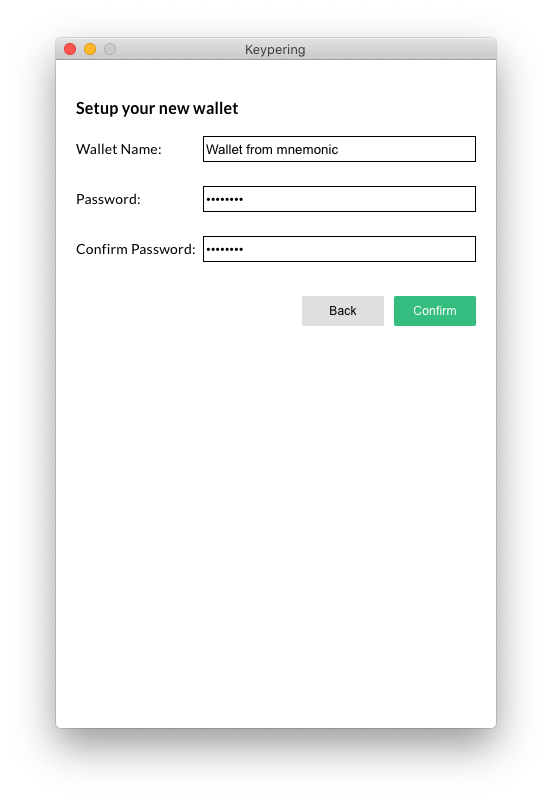 Keypering
Setup your new wallet
Wallet Name: Wallet from mnemonic
Password: ••••••••
Confirm Password: ••••••••
Back Confirm